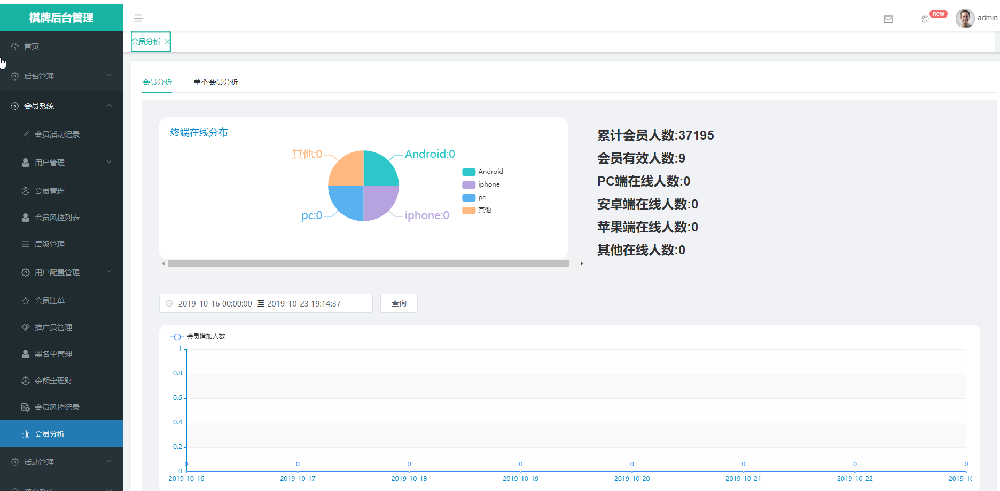 棋牌后台管理
new
admin
首页
会员分析
后台管理
会员分析 单个会员分析
会员系统
会员活动记录
用户管理
会员管理
会员风控列表
层级管理
用户配置管理
会员注单
推广员管理
黑名单管理
余额宝理财
会员风控记录
会员分析
活动管理
终端在线分布
其他:0
Android:0
pc:0
iphone:0
Android
iphone
pc
其他
累计会员人数:37195
会员有效人数:9
PC端在线人数:0
安卓端在线人数:0
苹果端在线人数:0
其他在线人数:0
2019-10-16 00:00:00 至 2019-10-23 19:14:37
查询
会员增加人数
1
0.8
0.6
0.4
0.2
0
0 0 0 0 0 0 0 0
2019-10-16 2019-10-17 2019-10-18 2019-10-19 2019-10-20 2019-10-21 2019-10-22